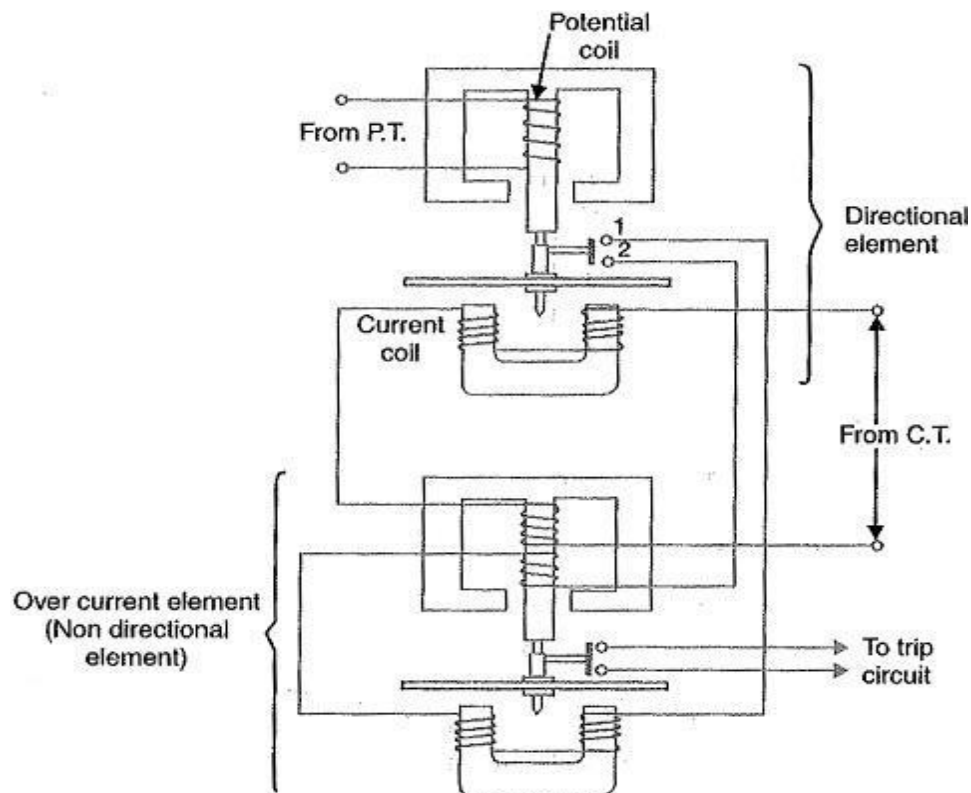 Potential
coil
From P.T.
1
2
Directional
element
Current
coil
From C.T.
Over current element
(Non directional
element)
To trip
circuit